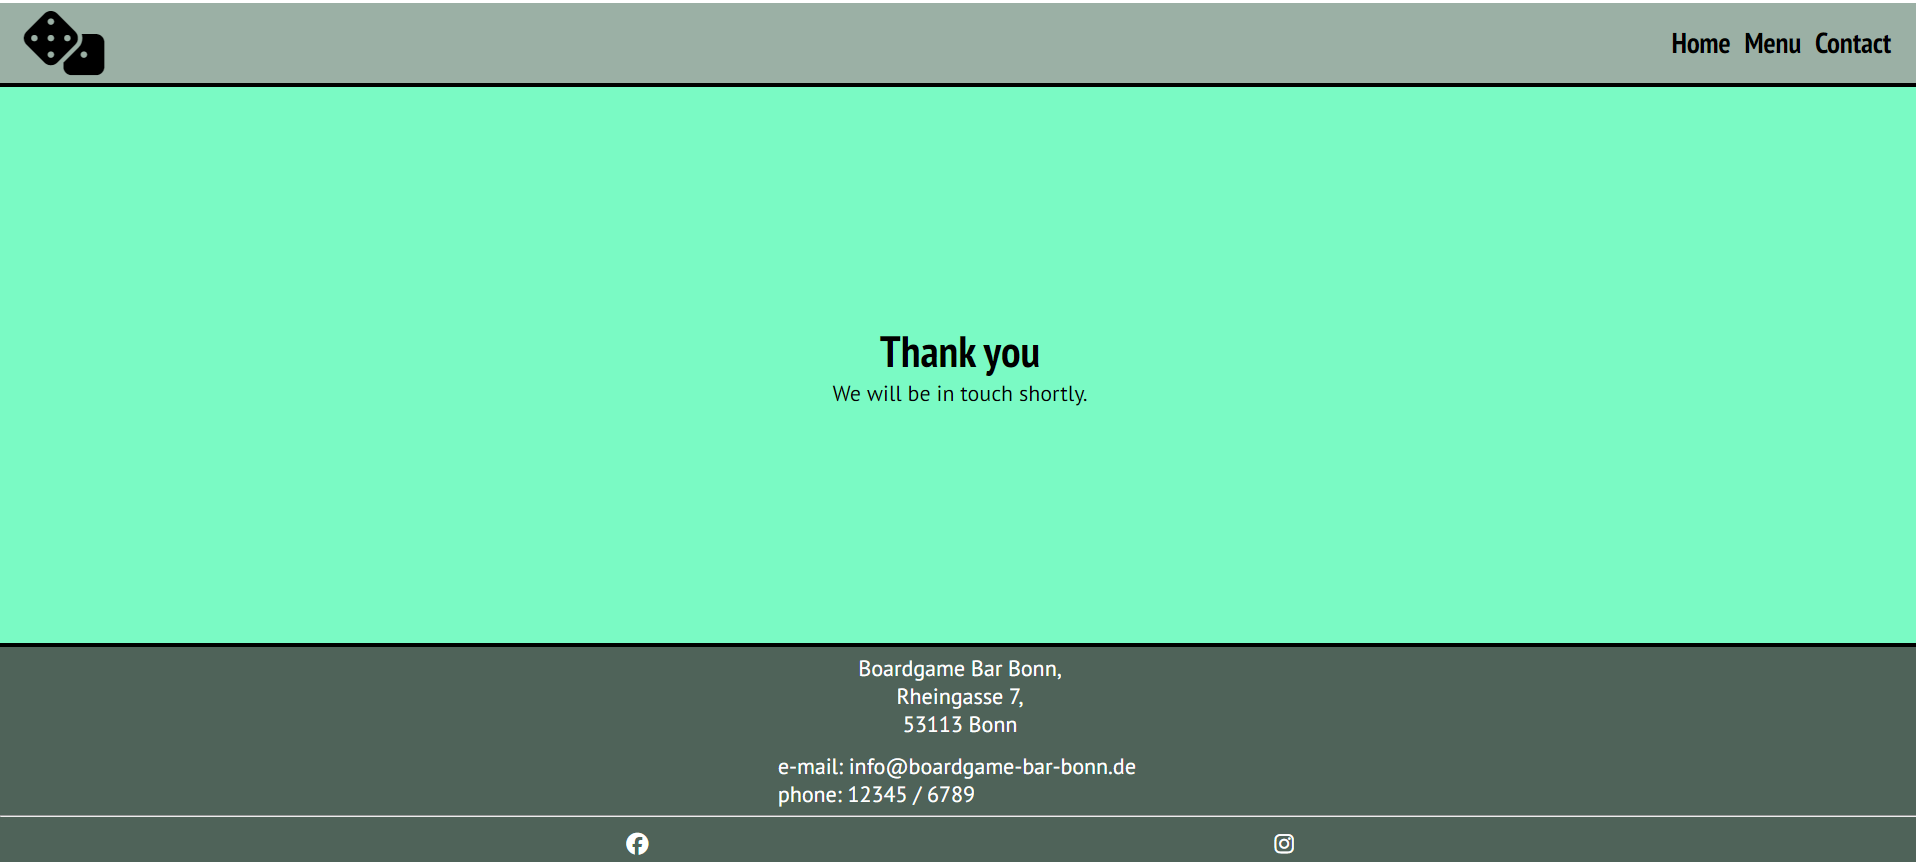 Home Menu Contact
Thank you
We will be in touch shortly.
Boardgame Bar Bonn,
Rheingasse 7,
53113 Bonn
e-mail: info@boardgame-bar-bonn.de
phone: 12345 / 6789